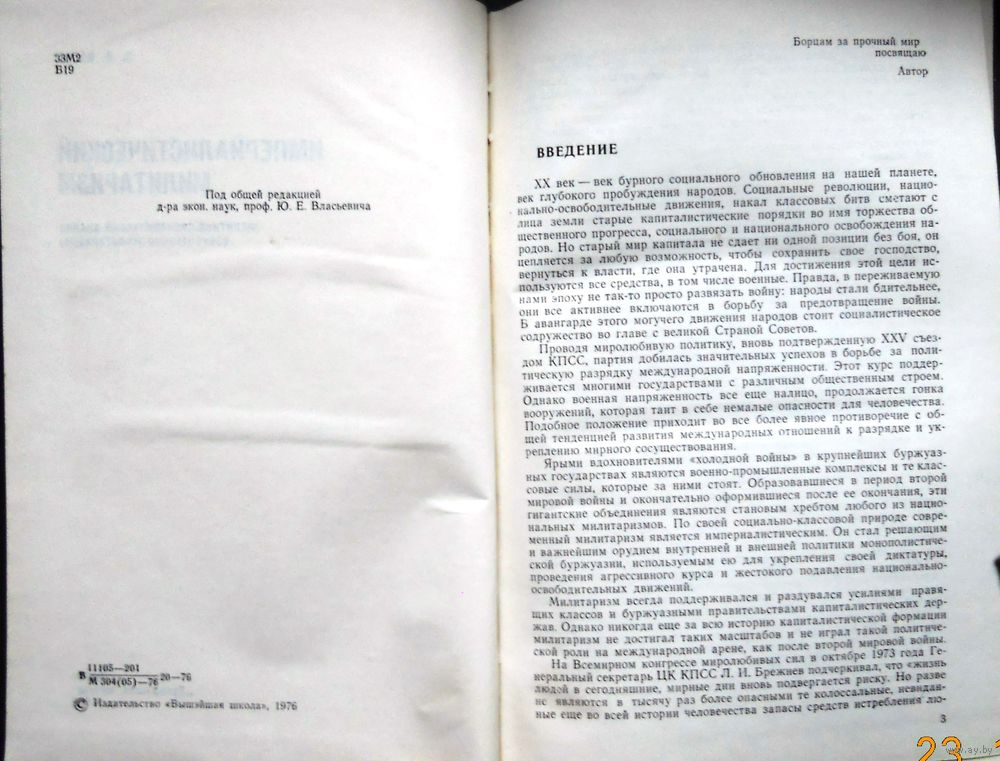 33М2
Б19
Под общей редакцией
д-ра экон. наук, проф. Ю. Е. Власьевича
11105—201
В 20—76
М 304(05)—76
© Издательство «Вышэйшая школа», 1976
Борцам за прочный мир
посвящаю
Автор
ВВЕДЕНИЕ
XX век — век бурного социального обновления на нашей планете,
век глубокого пробуждения народов. Социальные революции, нацио-
нально-освободительные движения, накал классовых битв сметают с
лица земли старые капиталистические порядки во имя торжества об-
щественного прогресса, социального и национального освобождения на-
родов. Но старый мир капитала не сдает ни одной позиции без боя, он
цепляется за любую возможность, чтобы сохранить свое господство,
вернуться к власти, где она утрачена. Для достижения этой цели ис-
пользуются все средства, в том числе военные. Правда, в переживаемую
нами эпоху не так-то просто развязать войну: народы стали бдительнее,
они все активнее включаются в борьбу за предотвращение войны.
В авангарде этого могучего движения народов стоит социалистическое
содружество во главе с великой Страной Советов.
Проводя миролюбивую политику, вновь подтвержденную XXV съез-
дом КПСС, партия добилась значительных успехов в борьбе за поли-
тическую разрядку международной напряженности. Этот курс поддер-
живается многими государствами с различным общественным строем.
Однако военная напряженность все еще налицо, продолжается гонка
вооружений, которая таит в себе немалые опасности для человечества.
Подобное положение приходит во все более явное противоречие с об-
щей тенденцией развития международных отношений к разрядке и ук-
реплению мирного сосуществования.
Ярыми вдохновителями «холодной войны» в крупнейших буржуаз-
ных государствах являются военно-промышленные комплексы и те клас-
совые силы, которые за ними стоят. Образовавшиеся в период второй
мировой войны и окончательно оформившиеся после ее окончания, эти
гигантские объединения являются становым хребтом любого из нацио-
нальных милитаризмов. По своей социально-классовой природе совре-
менный милитаризм является империалистическим. Он стал решающим
и важнейшим орудием внутренней и внешней политики монополистиче-
ской буржуазии, используемым ею для укрепления своей диктатуры,
проведения агрессивного курса и жестокого подавления национально-
освободительных движений.
Милитаризм всегда поддерживался и раздувался усилиями правя-
щих классов и буржуазными правительствами капиталистических дер-
жав. Однако никогда еще за всю историю капиталистической формации
милитаризм не достигал таких масштабов и не играл такой политиче-
ской роли на международной арене, как после второй мировой войны.
На Всемирном конгрессе миролюбивых сил в октябре 1973 года Ге-
неральный секретарь ЦК КПСС Л. И. Брежнев подчеркивал, что «жизнь
людей в сегодняшние, мирные дни вновь подвергается риску. Но разве
не являются в тысячу раз более опасными те колоссальные, невидан-
ные еще во всей истории человечества запасы средств истребления лю-
3
23
www.ay.by